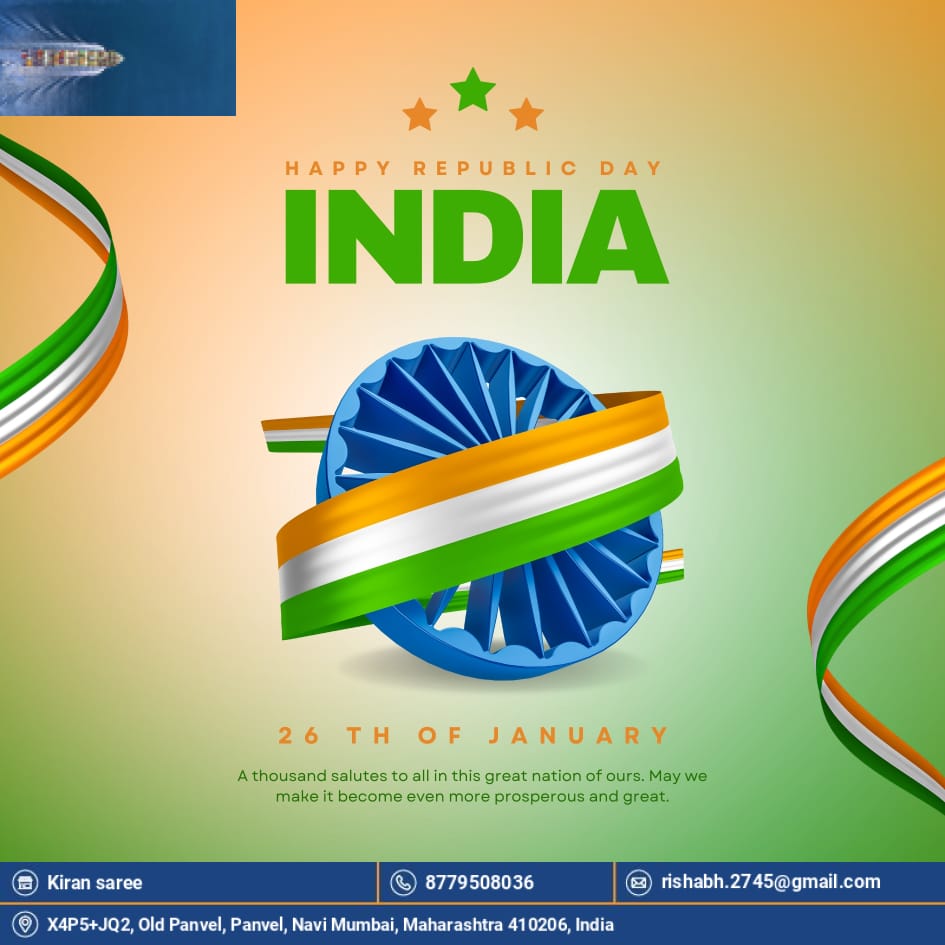 HAPPY REPUBLIC DAY
INDIA
26 TH OF JANUARY
A thousand salutes to all in this great nation of ours. May we
make it become even more prosperous and great.
Kiran saree
8779508036
rishabh.2745@gmail.com
X4P5+JQ2, Old Panvel, Panvel, Navi Mumbai, Maharashtra 410206, India